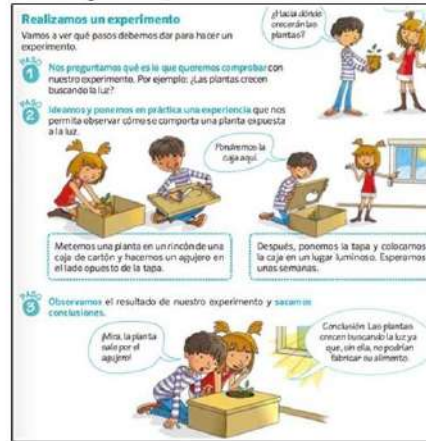 Realizamos un experimento
Vamos a ver qué pasos debemos dar para hacer un
experimento.
¿Hacia dónde
crecerán las
plantas?
PASO
1
Nos preguntamos qué es lo que queremos comprobar con
nuestro experimento. Por ejemplo: ¿Las plantas crecen
buscando la luz?
PASO
2
Ideamos y ponemos en práctica una experiencia que nos
permita observar cómo se comporta una planta expuesta
a la luz.
Pondremos la
caja aquí.
Metemos una planta en un rincón de una
caja de cartón y hacemos un agujero en
el lado opuesto de la tapa.
Después, ponemos la tapa y colocamos
la caja en un lugar luminoso. Esperamos
unas semanas.
PASO
3
Observamos el resultado de nuestro experimento y sacamos
conclusiones.
¡Mira, la planta
sale por el
agujero!
Conclusión: Las plantas
crecen buscando la luz ya
que, sin ella, no podrían
fabricar su alimento.